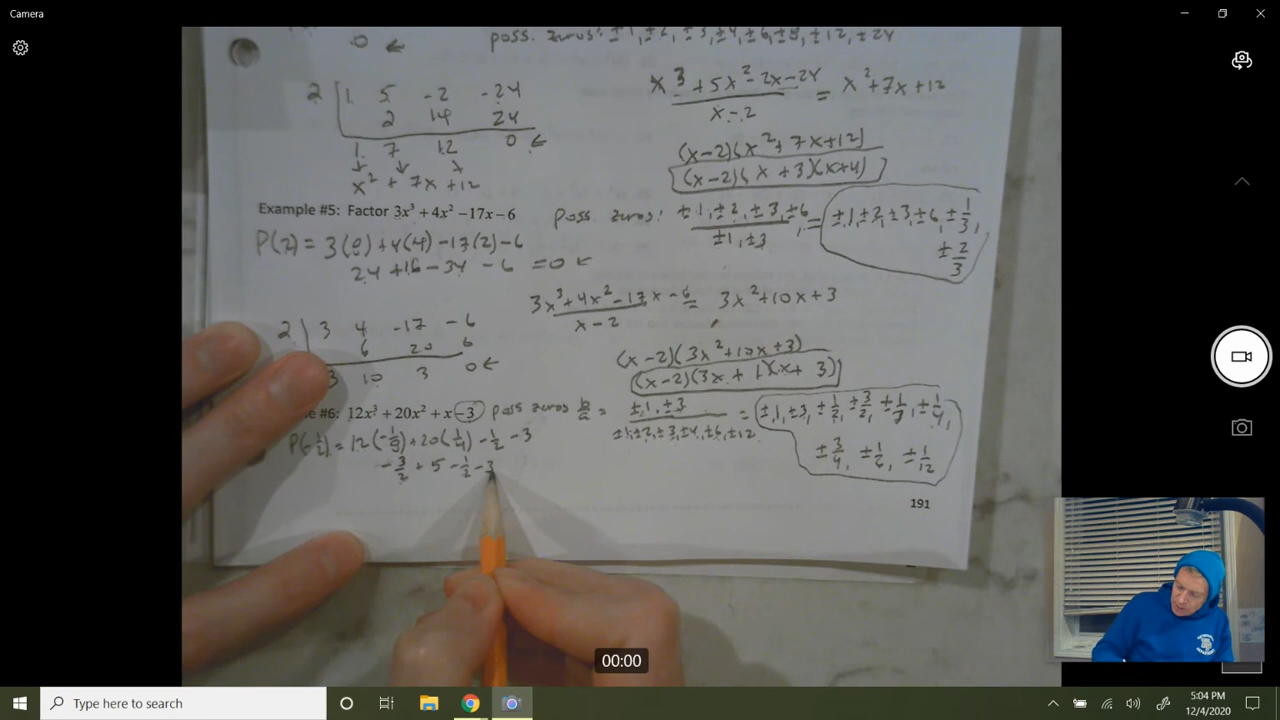 Camera
0 ←
poss. zeros: ±1, ±2, ±3, ±4, ±6, ±8, ±12, ±24
2 | 1 5 -2 -24
2 14 24
1 7 12 0 ←
x² + 7x +12
x³ +5x² -2x-24 / x-2 = x²+7x+12
(x-2)(x²+7x+12)
(x-2)(x+3)(x+4)
Example #5: Factor 3x³ + 4x² −17x − 6
poss zeros: ±1, ±2, ±3, ±6 / ±1, ±3 = ±1, ±2, ±3, ±6, ±1/3,
±2/3
P(2) = 3(8)+4(4)-17(2)-6
24 +16 -34 -6 =0 ←
3x³+4x²-17x-6 / x-2 = 3x²+10x+3
2 | 3 4 -17 -6
6 20 6
3 10 3 0 ←
(x-2)(3x²+10x+3)
(x-2)(3x+1)(x+3)
le #6: 12x³ + 20x² + x − 3 poss zeros = ±1, ±3 / ±1, ±2, ±3, ±4, ±6, ±12 = ±1, ±3, ±1/2, ±3/2, ±1/3, ±1/4,
±3/4, ±1/6, ±1/12
P(-1/2) = 12(-1/8)+20(1/4)-1/2-3
-3/2 + 5 -1/2 -3
191
00:00
Type here to search
5:04 PM
12/4/2020